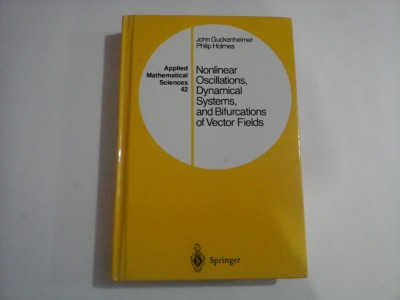 John Guckenheimer
Philip Holmes
Applied
Mathematical
Sciences
42
Nonlinear
Oscillations,
Dynamical
Systems,
and Bifurcations
of Vector Fields
Springer